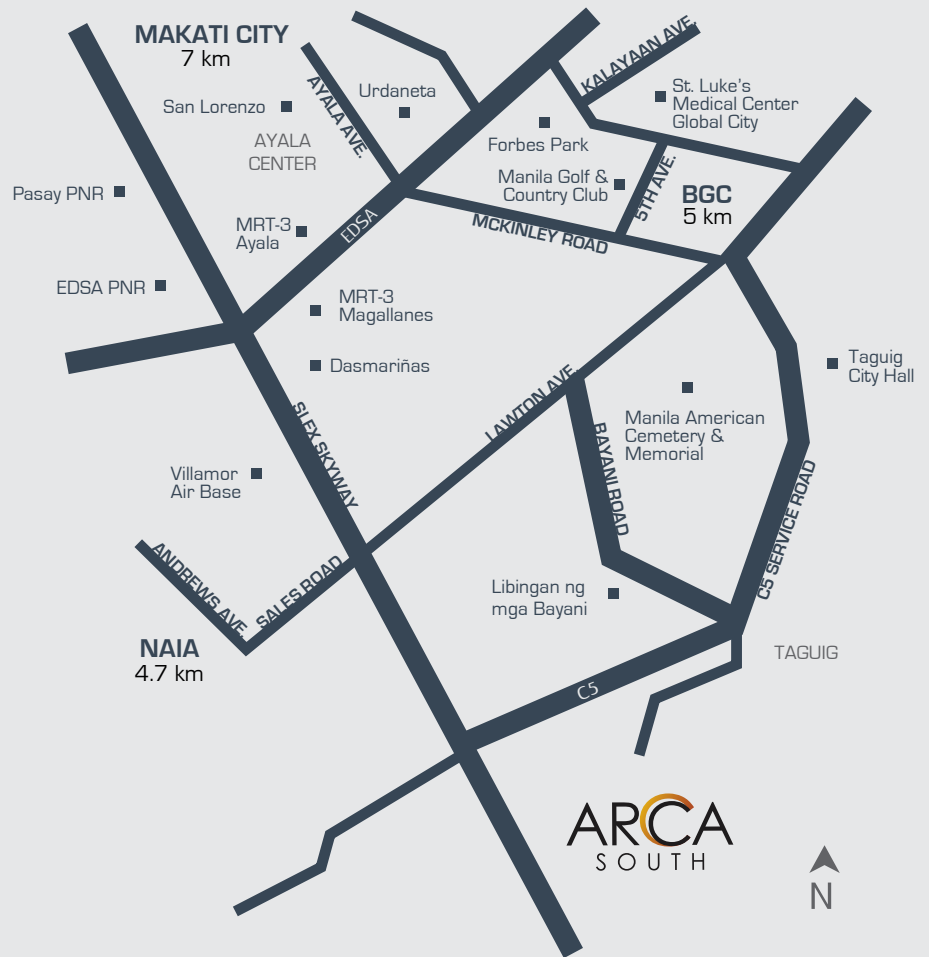 MAKATI CITY
7 km
KALAYAAN AVE.
San Lorenzo
AYALA AVE.
Urdaneta
St. Luke's
Medical Center
Global City
AYALA
CENTER
Forbes Park
Pasay PNR
Manila Golf &
Country Club
5TH AVE.
BGC
5 km
MRT-3
Ayala
EDSA
MCKINLEY ROAD
EDSA PNR
MRT-3
Magallanes
Dasmariñas
Taguig
City Hall
SLEX SKYWAY
LAWTON AVE.
BAYANI ROAD
Manila American
Cemetery &
Memorial
Villamor
Air Base
C5 SERVICE ROAD
ANDREWS AVE.
SALES ROAD
Libingan ng
mga Bayani
NAIA
4.7 km
TAGUIG
C5
ARCA
SOUTH
N